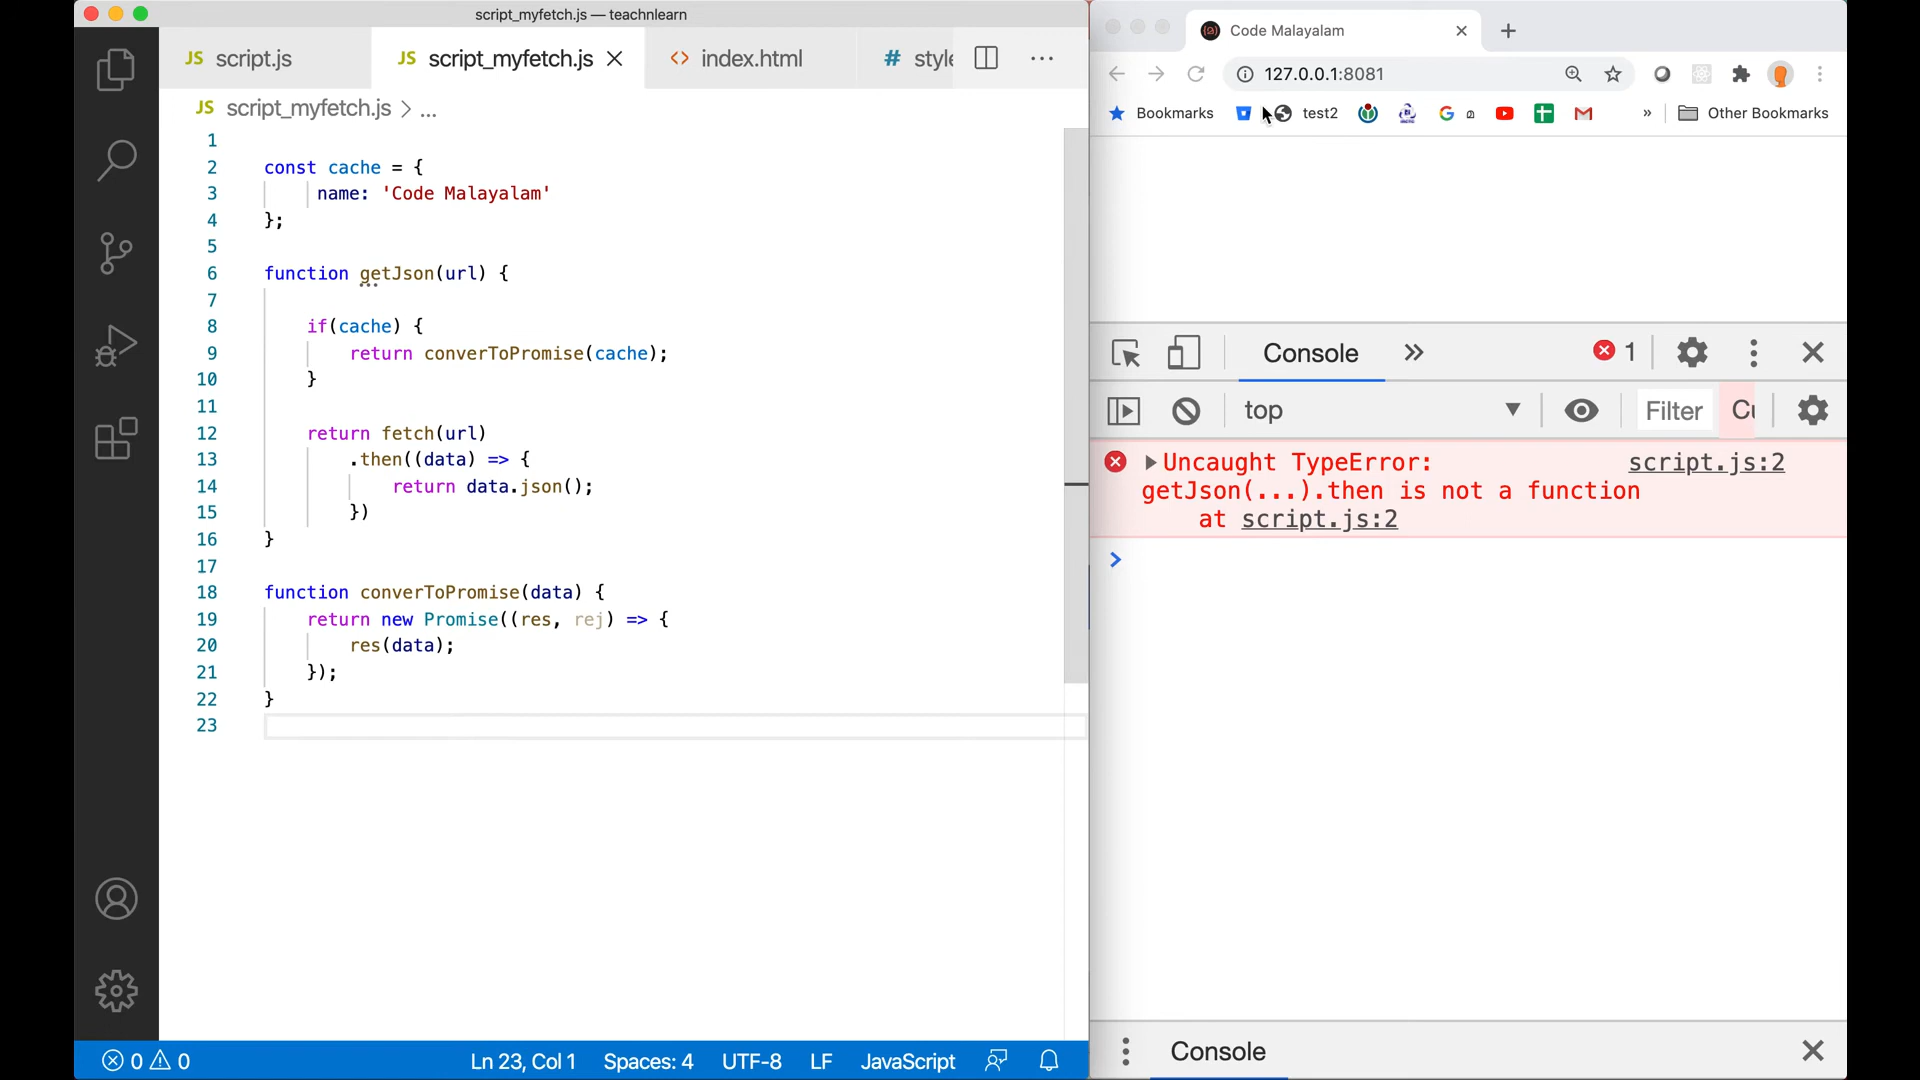 script_myfetch.js — teachnlearn
JS script.js
JS script_myfetch.js
<> index.html
# style
JS script_myfetch.js > ...
1
2 const cache = {
3 name: 'Code Malayalam'
4 };
5
6 function getJson(url) {
7
8 if(cache) {
9 return converToPromise(cache);
10 }
11
12 return fetch(url)
13 .then((data) => {
14 return data.json();
15 })
16 }
17
18 function converToPromise(data) {
19 return new Promise((res, rej) => {
20 res(data);
21 });
22 }
23
0 0
Ln 23, Col 1 Spaces: 4 UTF-8 LF JavaScript
Code Malayalam
127.0.0.1:8081
Bookmarks test2 G ത » Other Bookmarks
Console » 1
top Filter
Uncaught TypeError: script.js:2
getJson(...).then is not a function
at script.js:2
>
Console